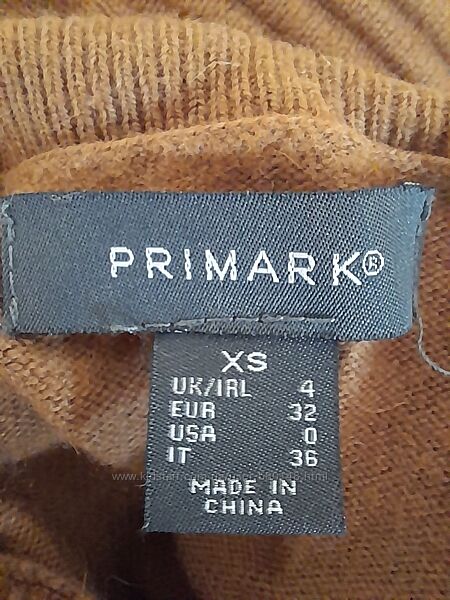 PRIMARK®
XS
UK/IRL 4
EUR 32
USA 0
IT 36
MADE IN
CHINA